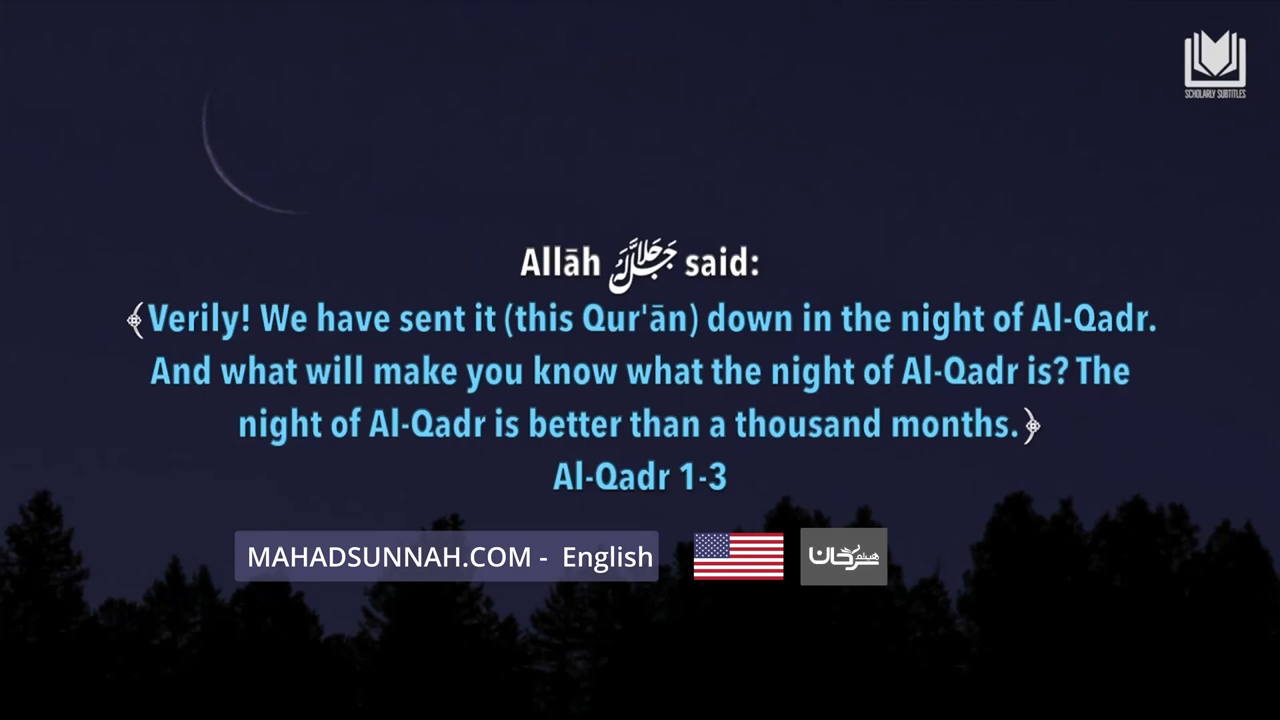 SCHOLARLY SUBTITLES
Allāh جَلَّ جَلَالُهُ said:
﴿Verily! We have sent it (this Qur'ān) down in the night of Al-Qadr.
And what will make you know what the night of Al-Qadr is? The
night of Al-Qadr is better than a thousand months.﴾
Al-Qadr 1-3
MAHADSUNNAH.COM - English
هيثم سرحان